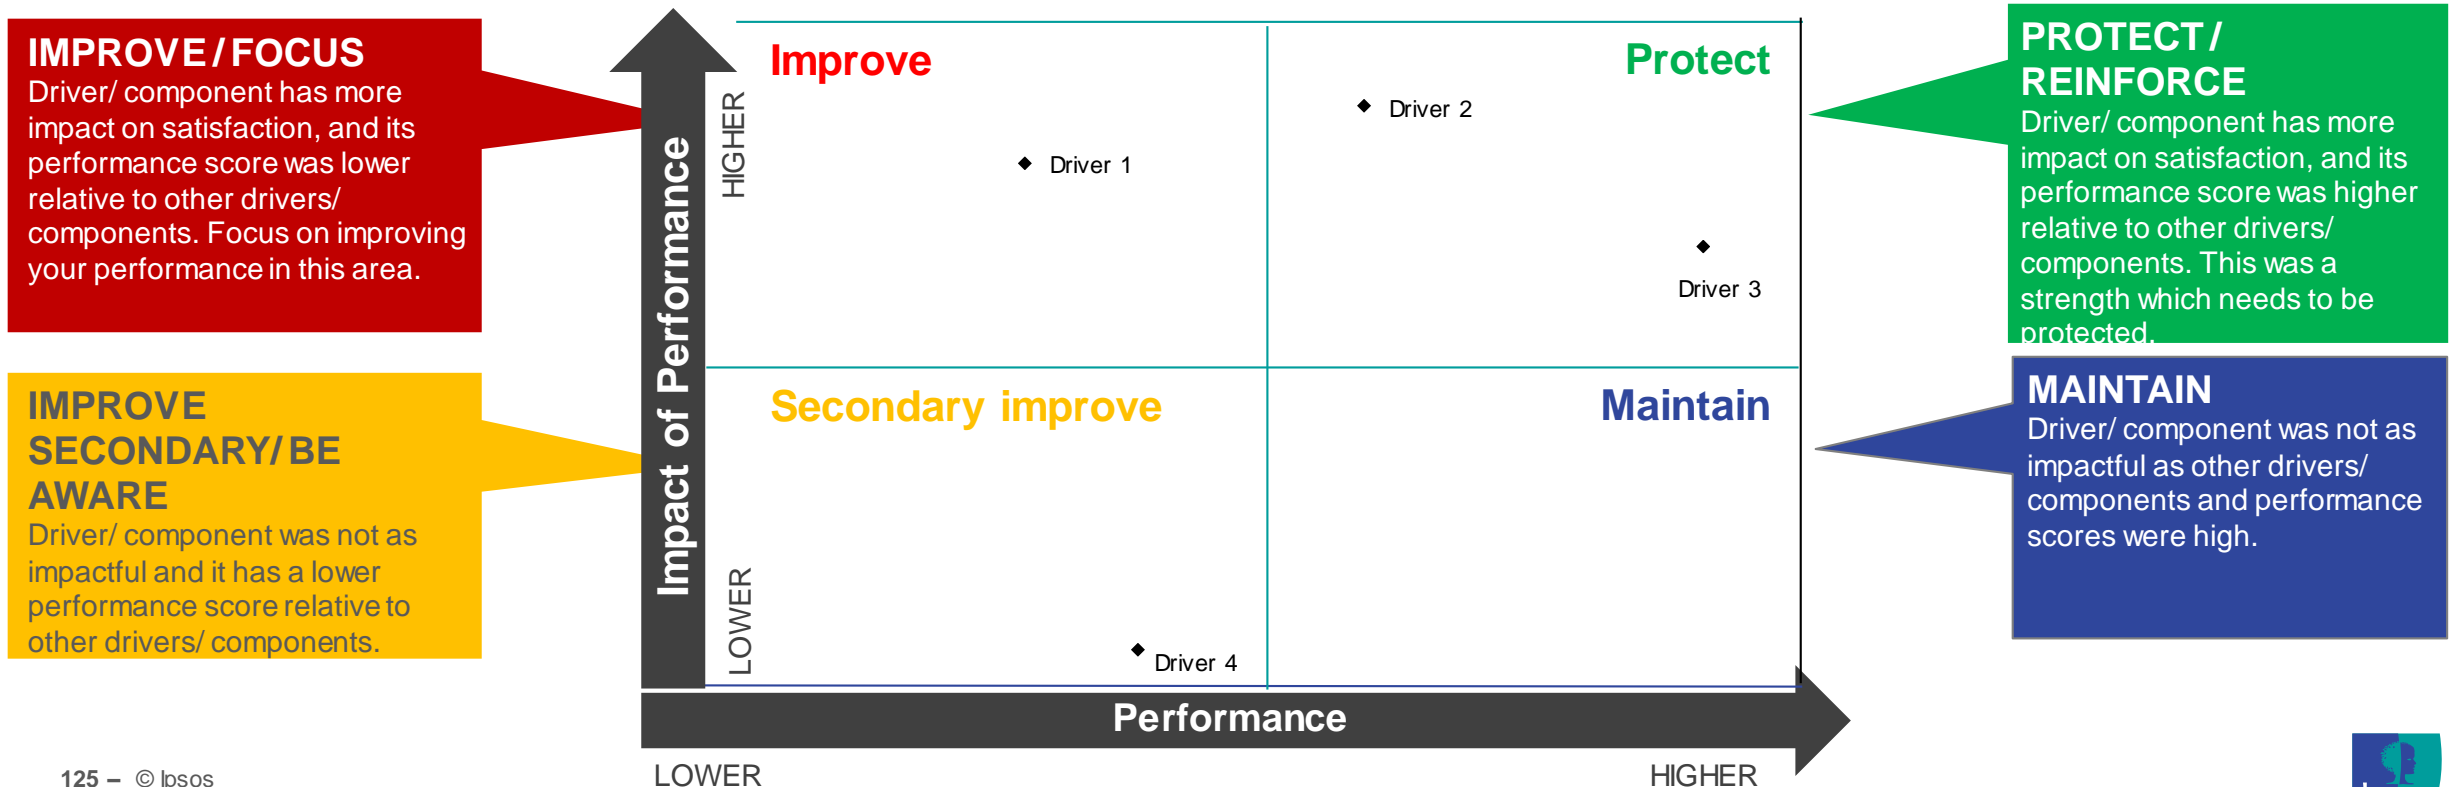 IMPROVE/FOCUS
Driver/ component has more
impact on satisfaction, and its
performance score was lower
relative to other drivers/
components. Focus on improving
your performance in this area.
IMPROVE
SECONDARY/ BE
AWARE
Driver/ component was not as
impactful and it has a lower
performance score relative to
other drivers/ components.
Impact of Performance
HIGHER
LOWER
Improve
Protect
Driver 2
Driver 1
Driver 3
Secondary improve
Maintain
Driver 4
Performance
LOWER
HIGHER
PROTECT/
REINFORCE
Driver/ component has more
impact on satisfaction, and its
performance score was higher
relative to other drivers/
components. This was a
strength which needs to be
protected.
MAINTAIN
Driver/ component was not as
impactful as other drivers/
components and performance
scores were high.
125 – © Ipsos